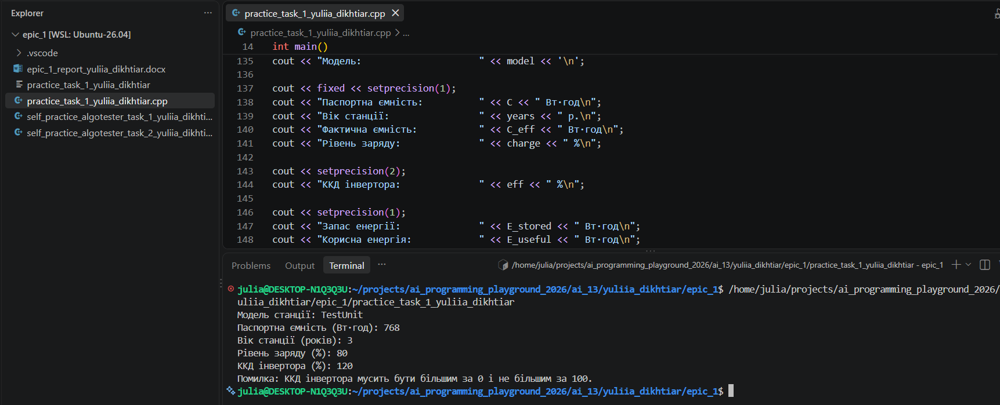 Explorer
···
epic_1 [WSL: Ubuntu-26.04]
.vscode
epic_1_report_yuliia_dikhtiar.docx
practice_task_1_yuliia_dikhtiar
practice_task_1_yuliia_dikhtiar.cpp
self_practice_algotester_task_1_yuliia_dikhti...
self_practice_algotester_task_2_yuliia_dikhti...
practice_task_1_yuliia_dikhtiar.cpp
practice_task_1_yuliia_dikhtiar.cpp > ...
14 int main()
135 cout << "Модель:                     " << model << '\n';
136
137 cout << fixed << setprecision(1);
138 cout << "Паспортна ємність:          " << C << " Вт·год\n";
139 cout << "Вік станції:                " << years << " р.\n";
140 cout << "Фактична ємність:           " << C_eff << " Вт·год\n";
141 cout << "Рівень заряду:              " << charge << " %\n";
142
143 cout << setprecision(2);
144 cout << "ККД інвертора:              " << eff << " %\n";
145
146 cout << setprecision(1);
147 cout << "Запас енергії:              " << E_stored << " Вт·год\n";
148 cout << "Корисна енергія:            " << E_useful << " Вт·год\n";
Problems Output Terminal ··· /home/julia/projects/ai_programming_playground_2026/ai_13/yuliia_dikhtiar/epic_1/practice_task_1_yuliia_dikhtiar - epic_1
julia@DESKTOP-N1Q3Q3U:~/projects/ai_programming_playground_2026/ai_13/yuliia_dikhtiar/epic_1$ /home/julia/projects/ai_programming_playground_2026/
uliia_dikhtiar/epic_1/practice_task_1_yuliia_dikhtiar
Модель станції: TestUnit
Паспортна ємність (Вт·год): 768
Вік станції (років): 3
Рівень заряду (%): 80
ККД інвертора (%): 120
Помилка: ККД інвертора мусить бути більшим за 0 і не більшим за 100.
julia@DESKTOP-N1Q3Q3U:~/projects/ai_programming_playground_2026/ai_13/yuliia_dikhtiar/epic_1$